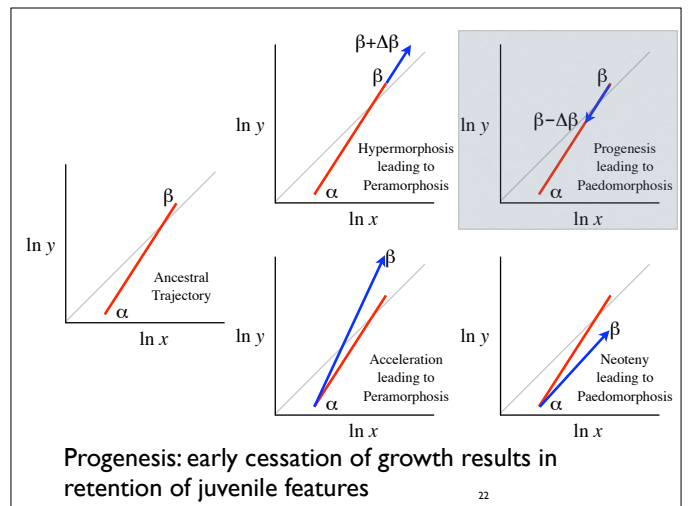 β+Δβ
β
ln y
Hypermorphosis
leading to
Peramorphosis
α
ln x
β
ln y
β−Δβ
Progenesis
leading to
Paedomorphosis
α
ln x
β
ln y
Ancestral
Trajectory
α
ln x
β
ln y
Acceleration
leading to
Peramorphosis
α
ln x
ln y
β
Neoteny
leading to
Paedomorphosis
α
ln x
Progenesis: early cessation of growth results in
retention of juvenile features
22